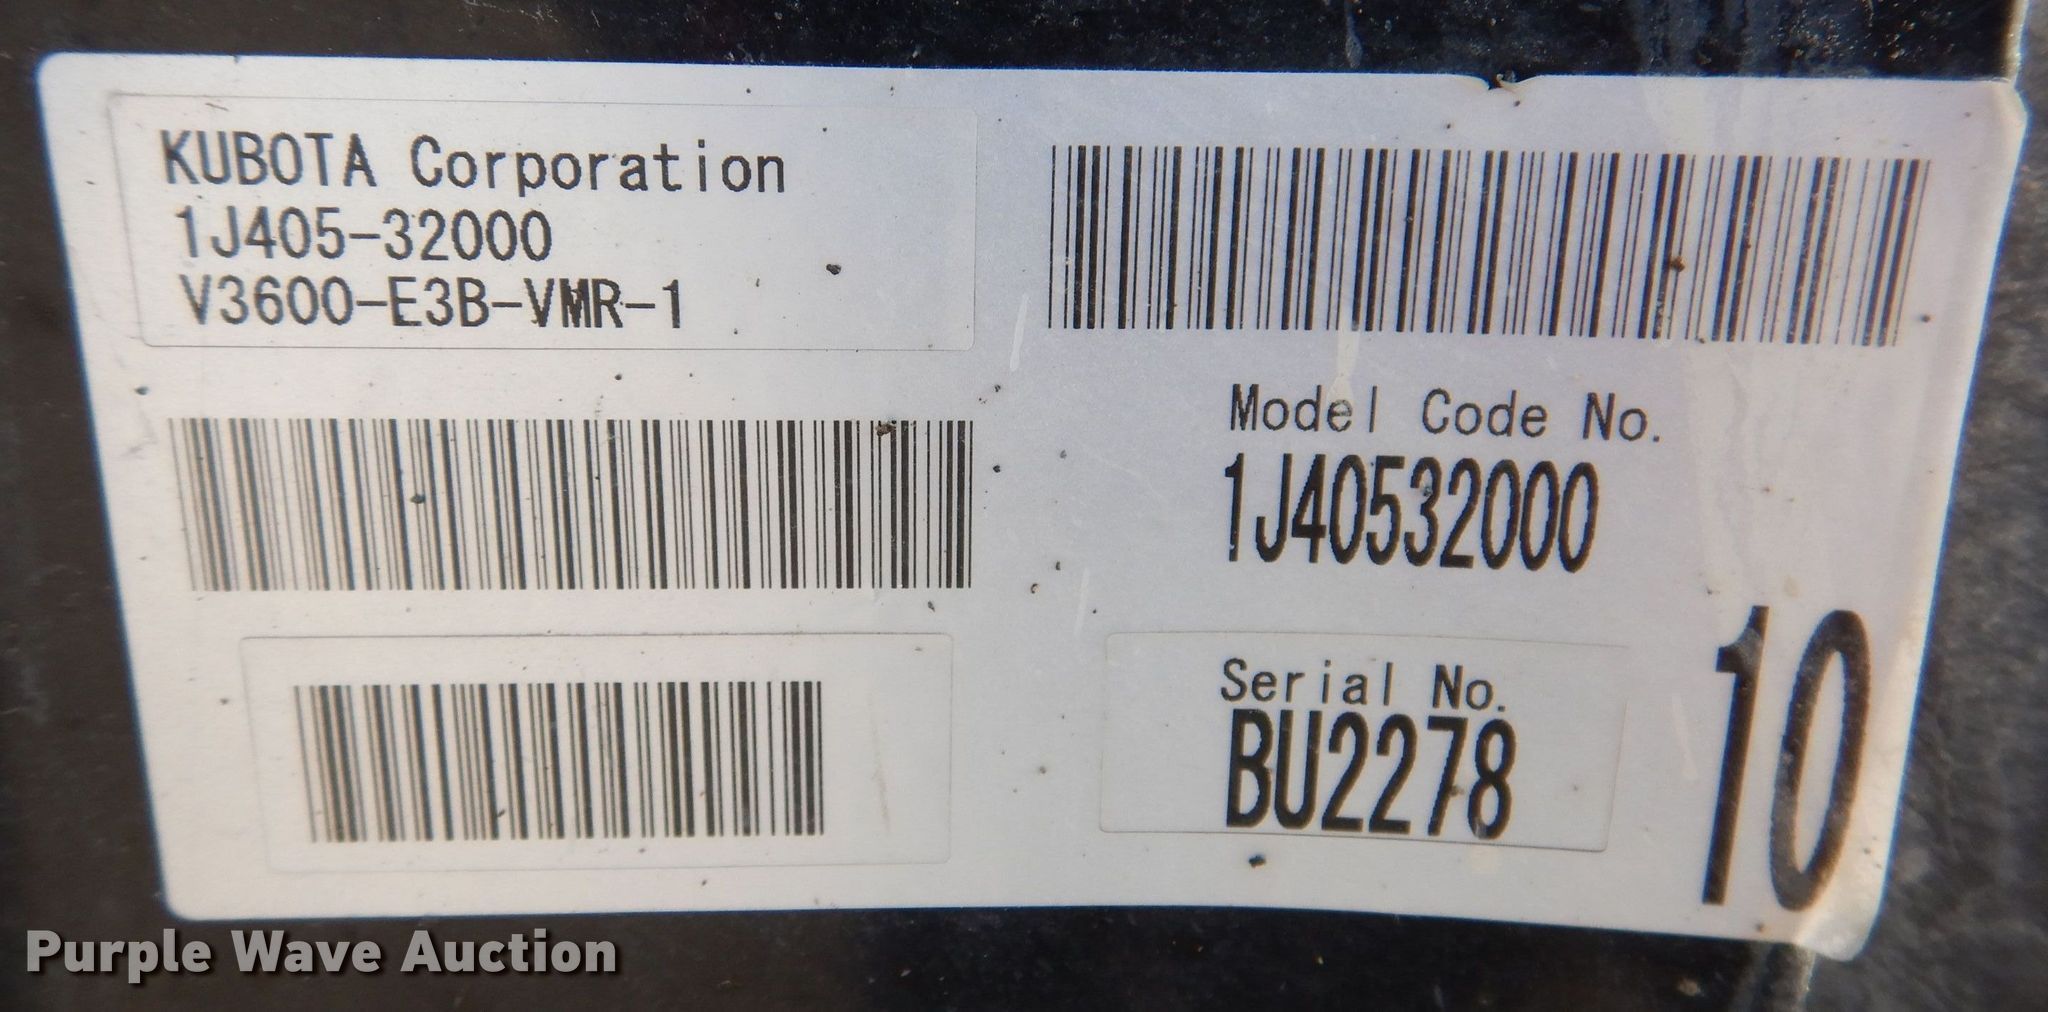 KUBOTA Corporation
1J405-32000
V3600-E3B-VMR-1
Model Code No.
1J40532000
Serial No.
BU2278
10
Purple Wave Auction